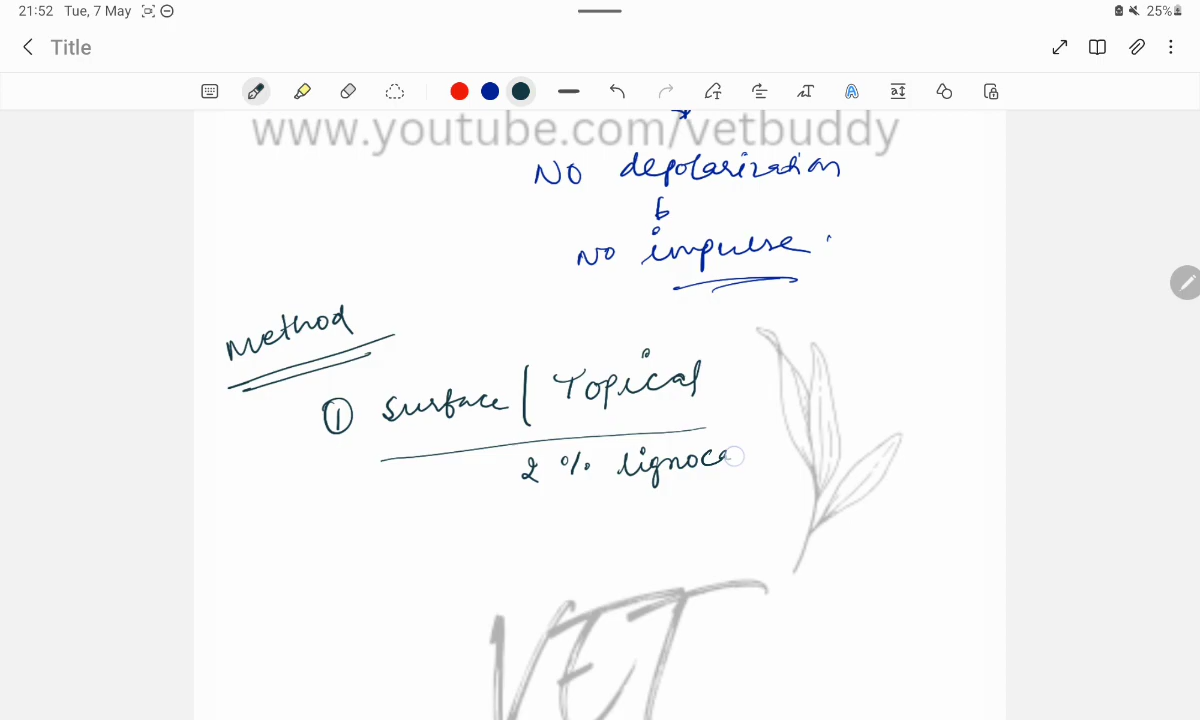 21:52 Tue, 7 May 25%
Title
www.youtube.com/vetbuddy
NO depolarization
NO impulse
Method
① Surface | Topical
2 % lignoca
VET